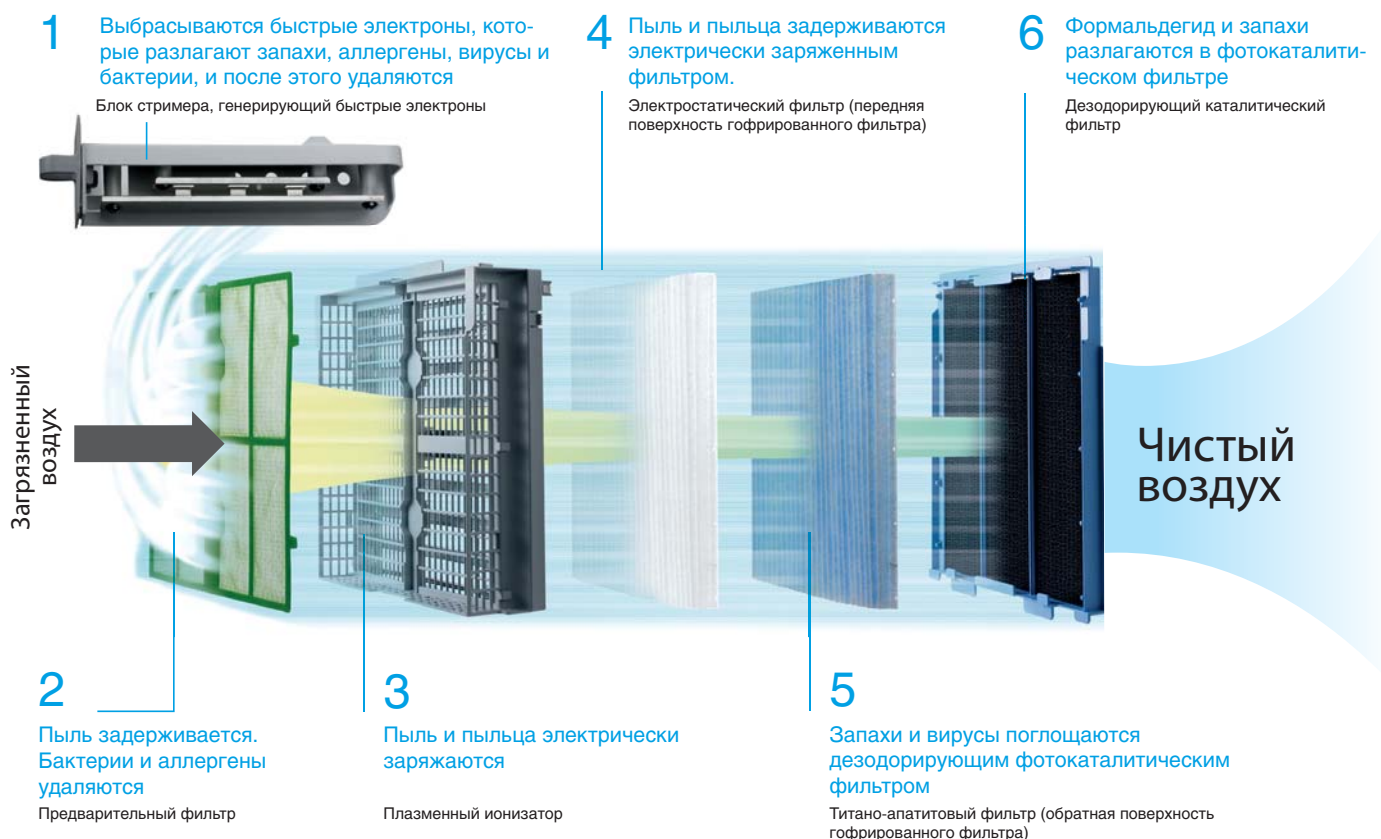 1
Выбрасываются быстрые электроны, кото-
рые разлагают запахи, аллергены, вирусы и
бактерии, и после этого удаляются
Блок стримера, генерирующий быстрые электроны
4
Пыль и пыльца задерживаются
электрически заряженным
фильтром.
Электростатический фильтр (передняя
поверхность гофрированного фильтра)
6
Формальдегид и запахи
разлагаются в фотокаталити-
ческом фильтре
Дезодорирующий каталитический
фильтр
Загрязненный
воздух
Чистый
воздух
2
Пыль задерживается.
Бактерии и аллергены
удаляются
Предварительный фильтр
3
Пыль и пыльца электрически
заряжаются
Плазменный ионизатор
5
Запахи и вирусы поглощаются
дезодорирующим фотокаталитическим
фильтром
Титано-апатитовый фильтр (обратная поверхность
гофрированного фильтра)